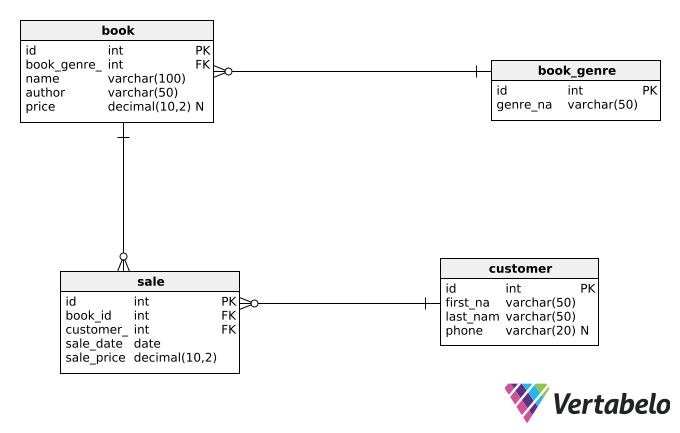 book
id int PK
book_genre_ int FK
name varchar(100)
author varchar(50)
price decimal(10,2) N
book_genre
id int PK
genre_na varchar(50)
sale
id int PK
book_id int FK
customer_ int FK
sale_date date
sale_price decimal(10,2)
customer
id int PK
first_na varchar(50)
last_nam varchar(50)
phone varchar(20) N
Vertabelo